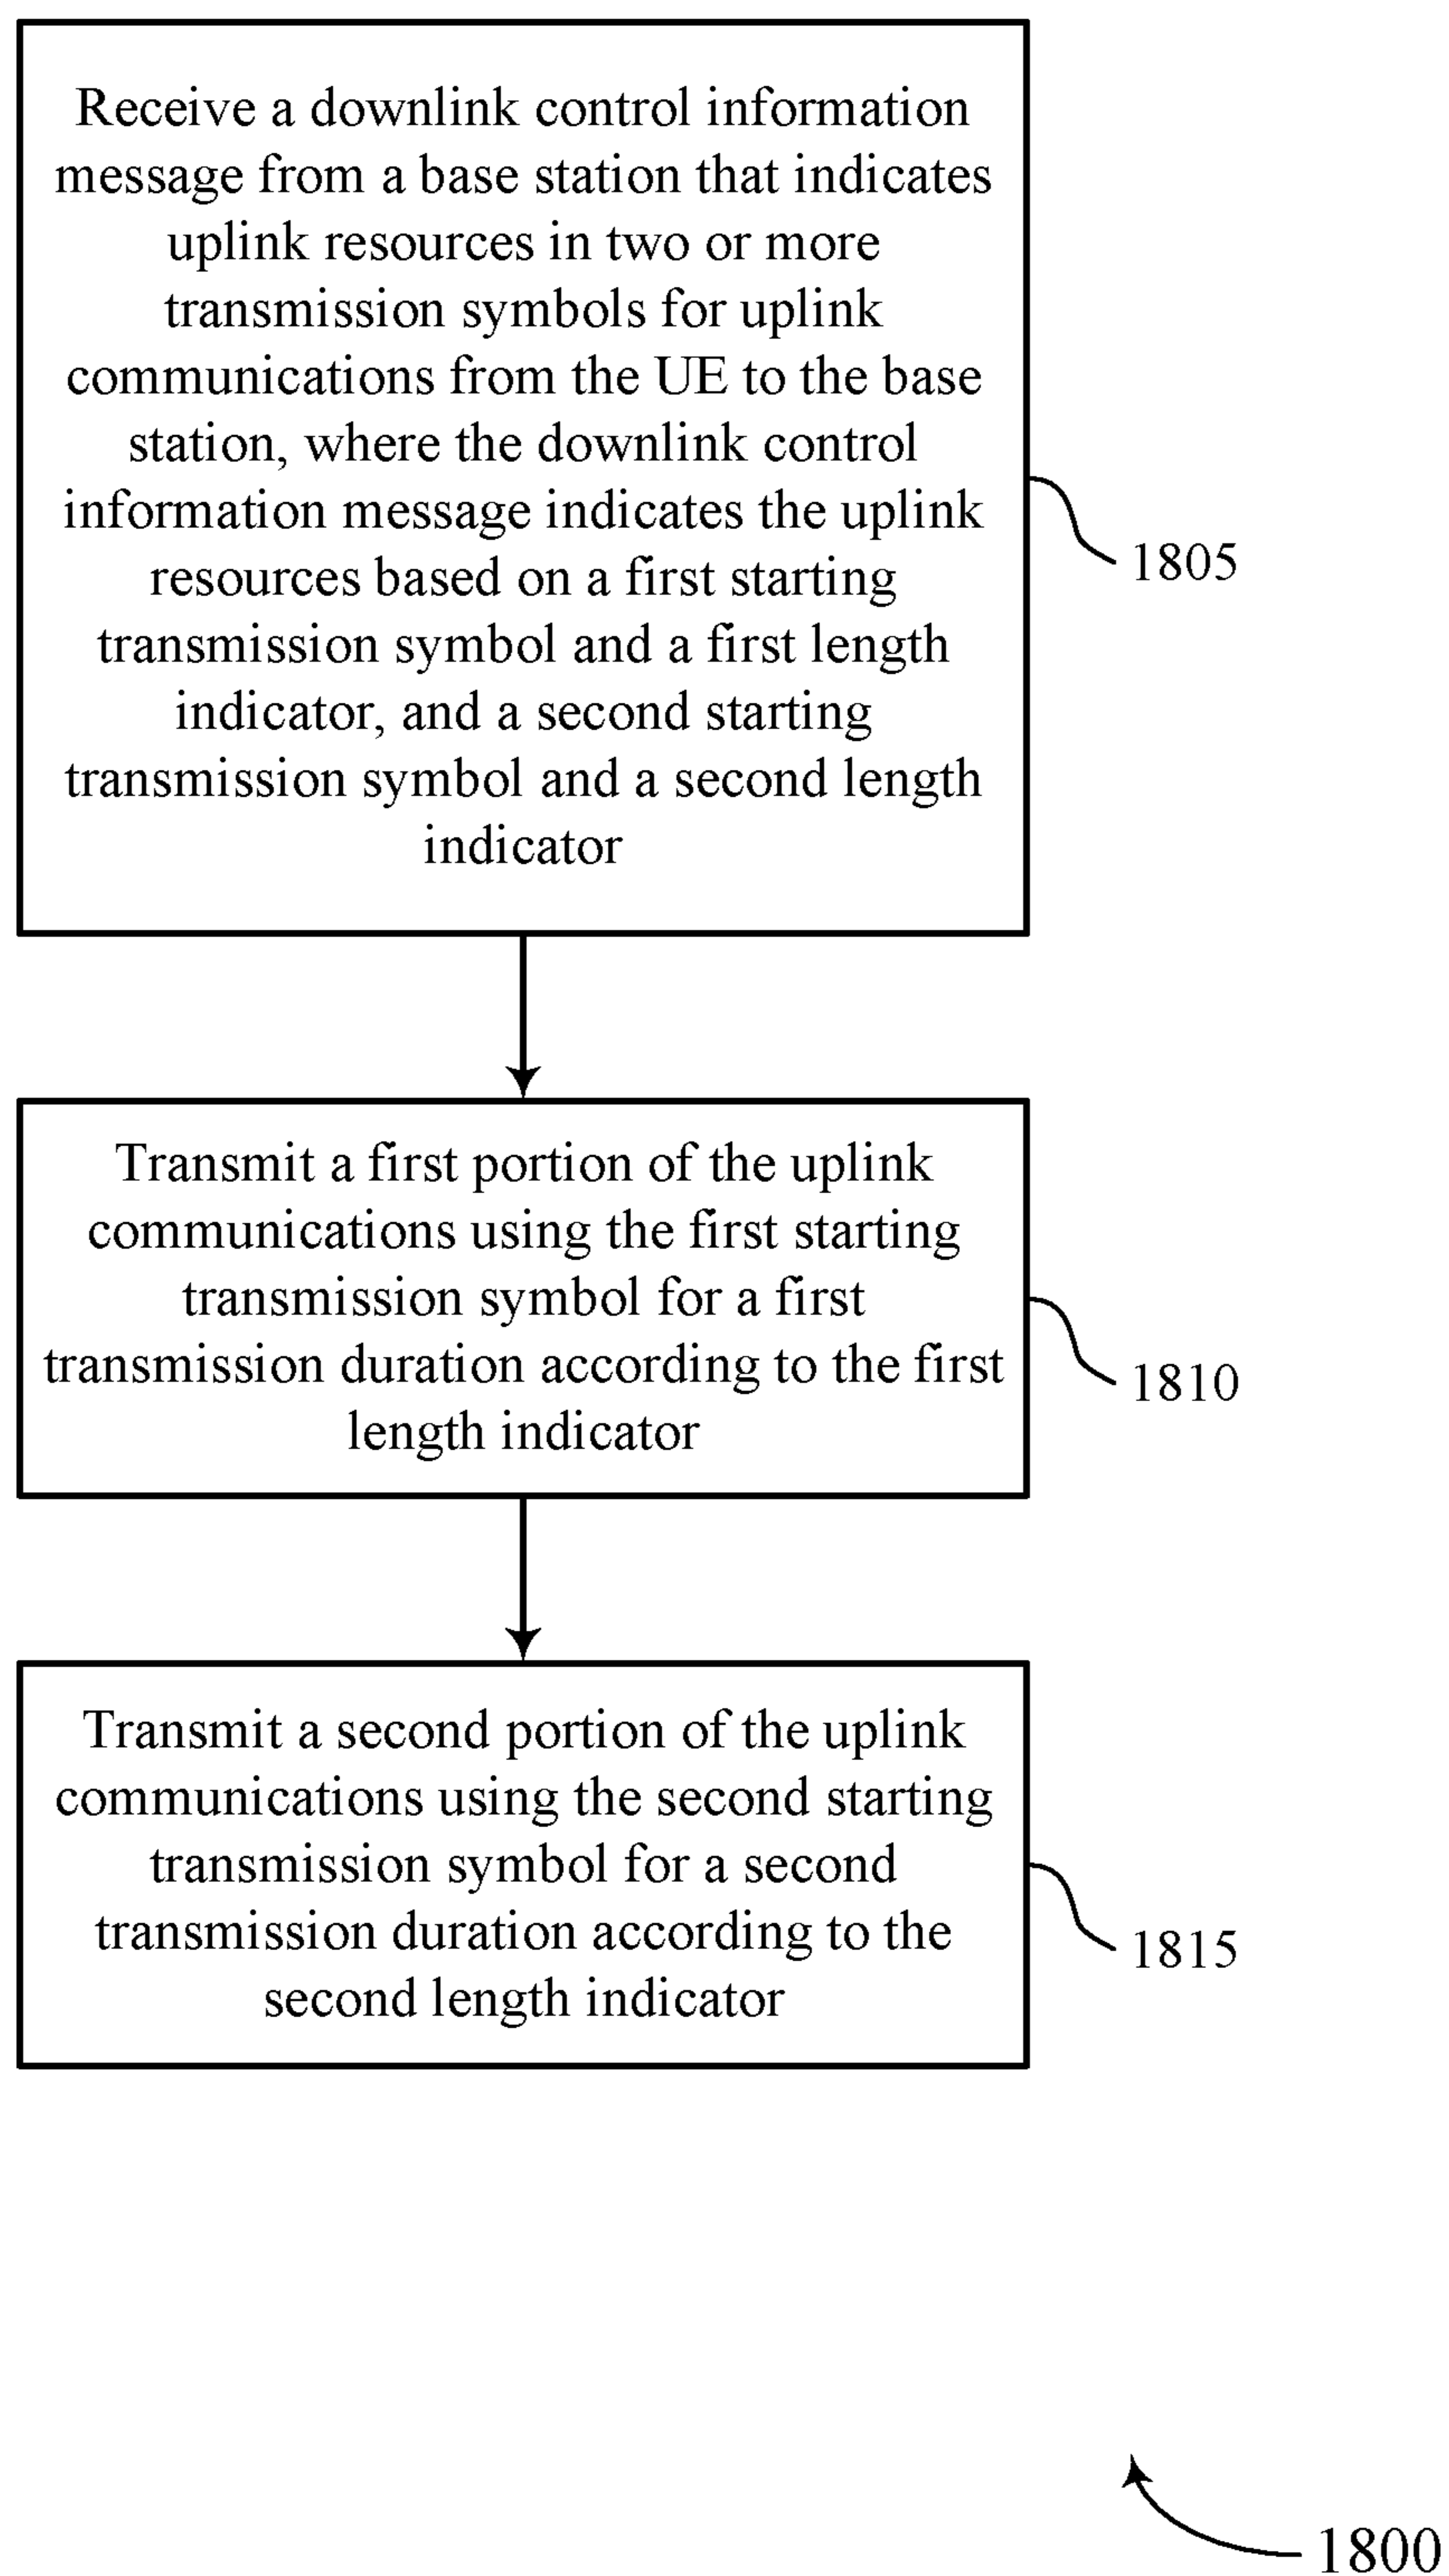 Receive a downlink control information
message from a base station that indicates
uplink resources in two or more
transmission symbols for uplink
communications from the UE to the base
station, where the downlink control
information message indicates the uplink
resources based on a first starting
transmission symbol and a first length
indicator, and a second starting
transmission symbol and a second length
indicator
1805
Transmit a first portion of the uplink
communications using the first starting
transmission symbol for a first
transmission duration according to the first
length indicator
1810
Transmit a second portion of the uplink
communications using the second starting
transmission symbol for a second
transmission duration according to the
second length indicator
1815
1800